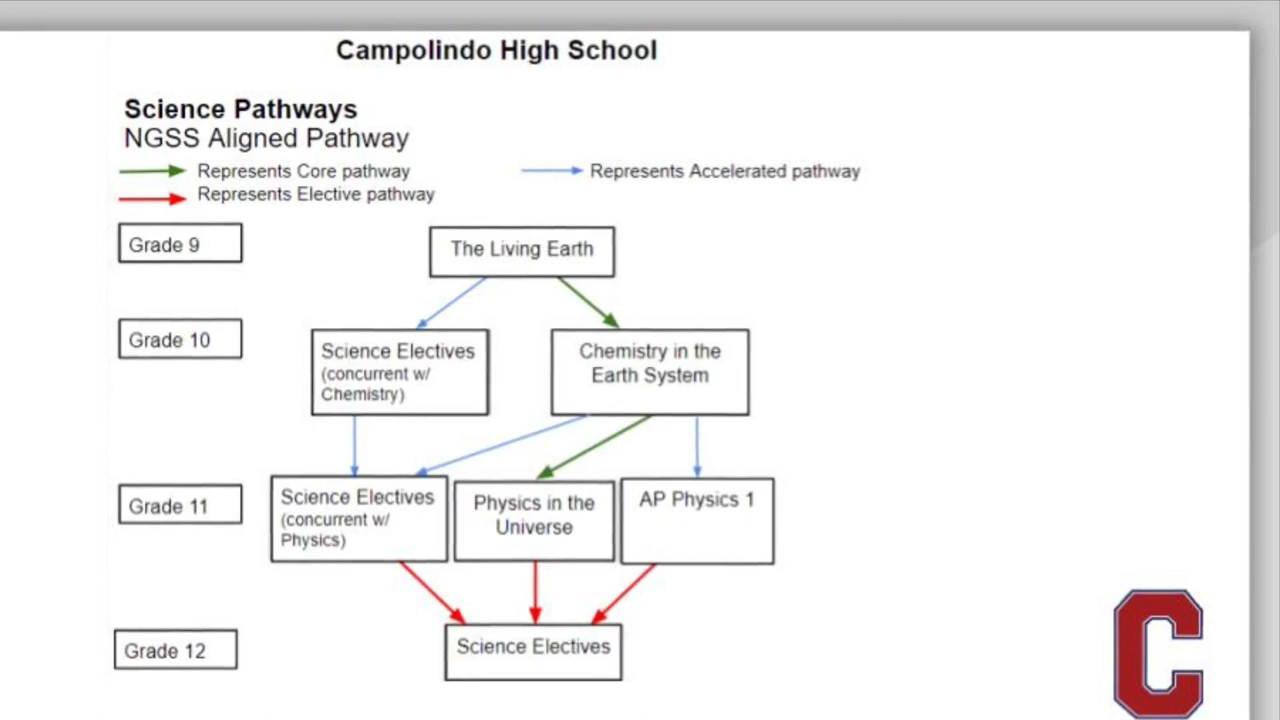 Campolindo High School
Science Pathways
NGSS Aligned Pathway
Represents Core pathway
Represents Accelerated pathway
Represents Elective pathway
Grade 9
The Living Earth
Grade 10
Science Electives
(concurrent w/
Chemistry)
Chemistry in the
Earth System
Grade 11
Science Electives
(concurrent w/
Physics)
Physics in the
Universe
AP Physics 1
Grade 12
Science Electives
C